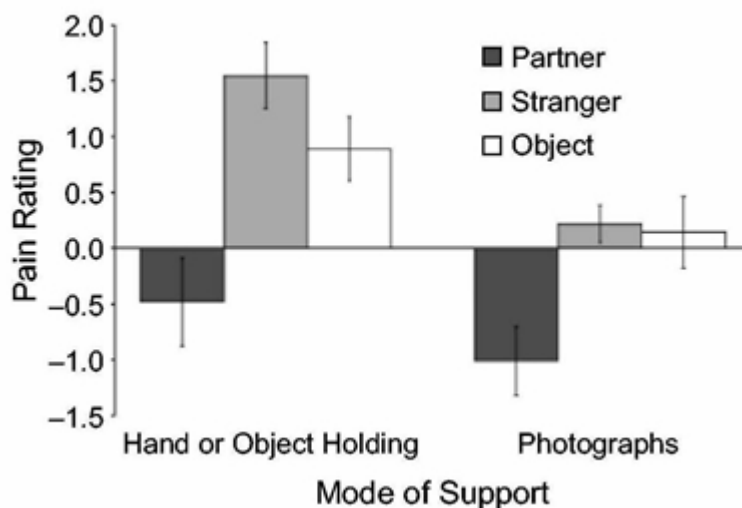 2.0
1.5
1.0
0.5
0.0
–0.5
–1.0
–1.5
Pain Rating
Partner
Stranger
Object
Hand or Object Holding Photographs
Mode of Support